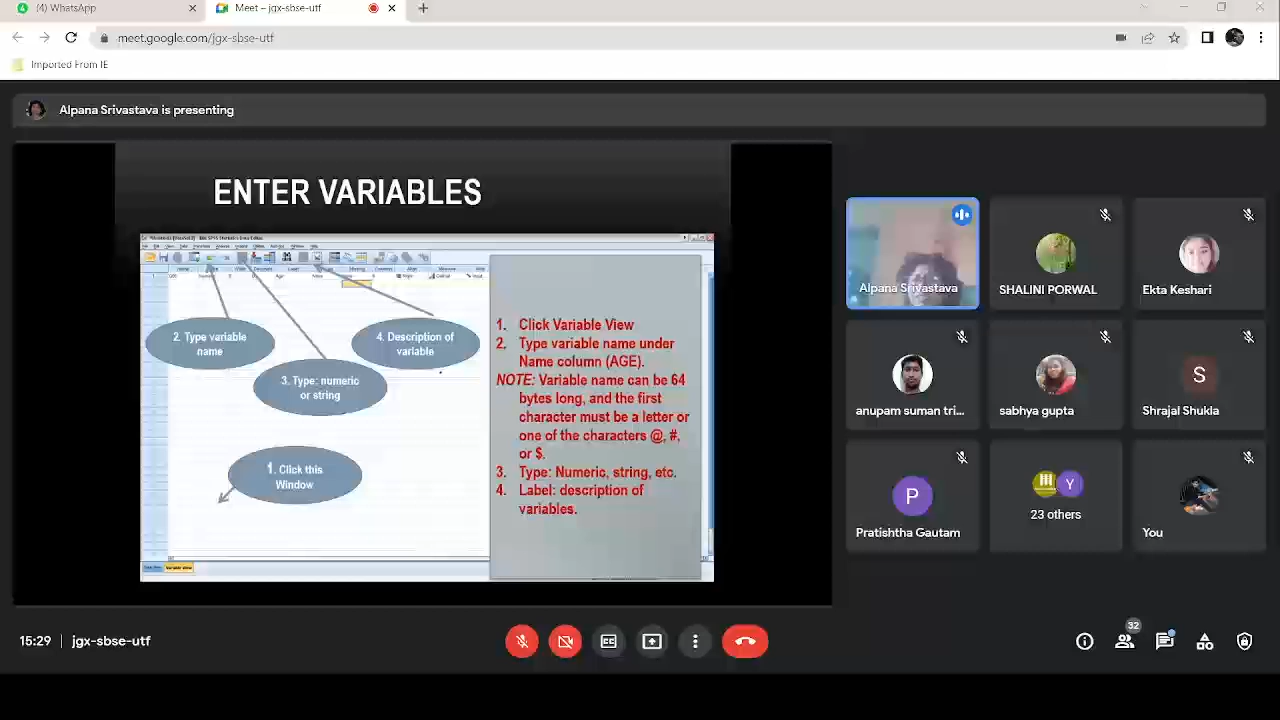 (4) WhatsApp
Meet – jgx-sbse-utf
meet.google.com/jgx-sbse-utf
Imported From IE
Alpana Srivastava is presenting
ENTER VARIABLES
2. Type variable
name
3. Type: numeric
or string
4. Description of
variable
1. Click this
Window
1. Click Variable View
2. Type variable name under
Name column (AGE).
NOTE: Variable name can be 64
bytes long, and the first
character must be a letter or
one of the characters @, #,
or $.
3. Type: Numeric, string, etc.
4. Label: description of
variables.
Alpana Srivastava
SHALINI PORWAL
Ekta Keshari
anupam suman tri...
sabhya gupta
S
Shrajal Shukla
P
Pratishtha Gautam
Y
23 others
You
15:29 | jgx-sbse-utf
32